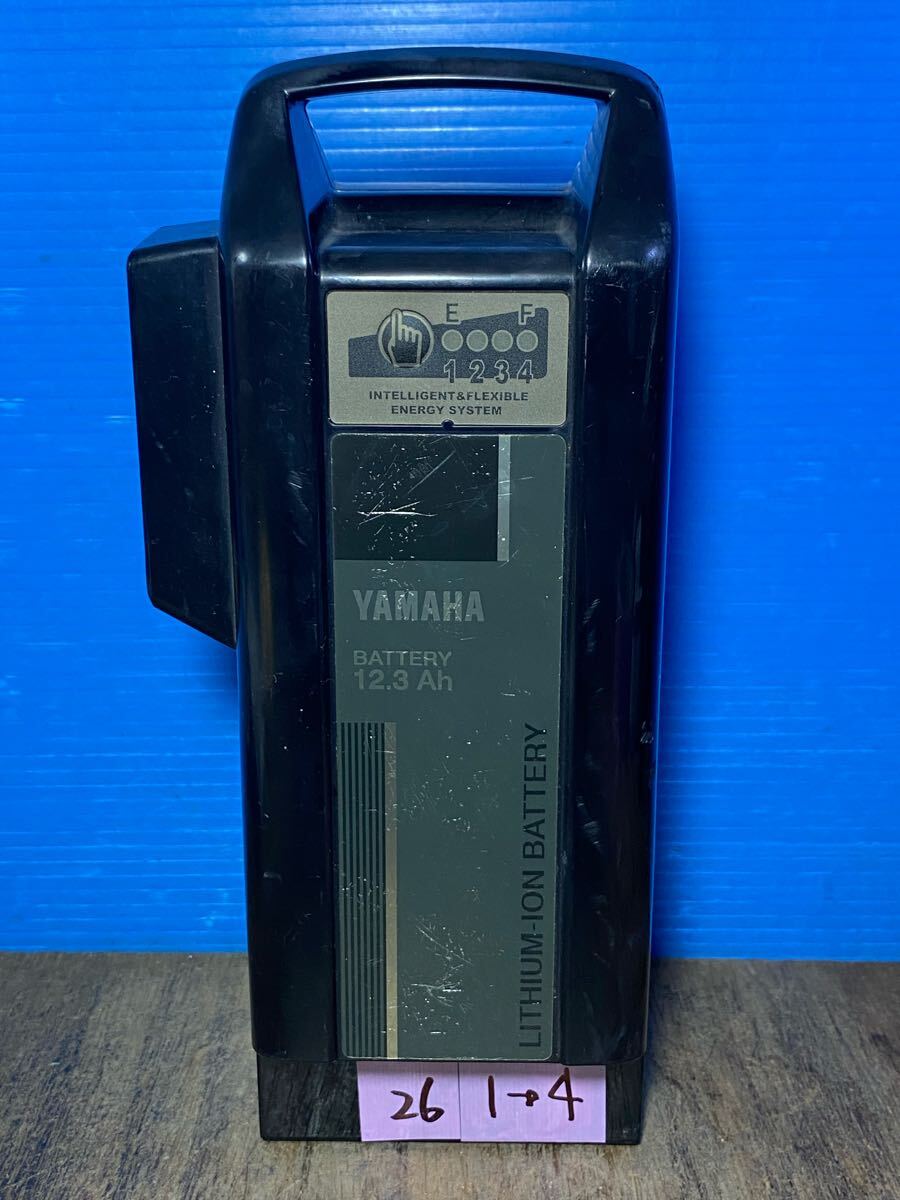 E F
1 2 3 4
INTELLIGENT&FLEXIBLE
ENERGY SYSTEM
YAMAHA
BATTERY
12.3 Ah
LITHIUM-ION BATTERY
26 1→4